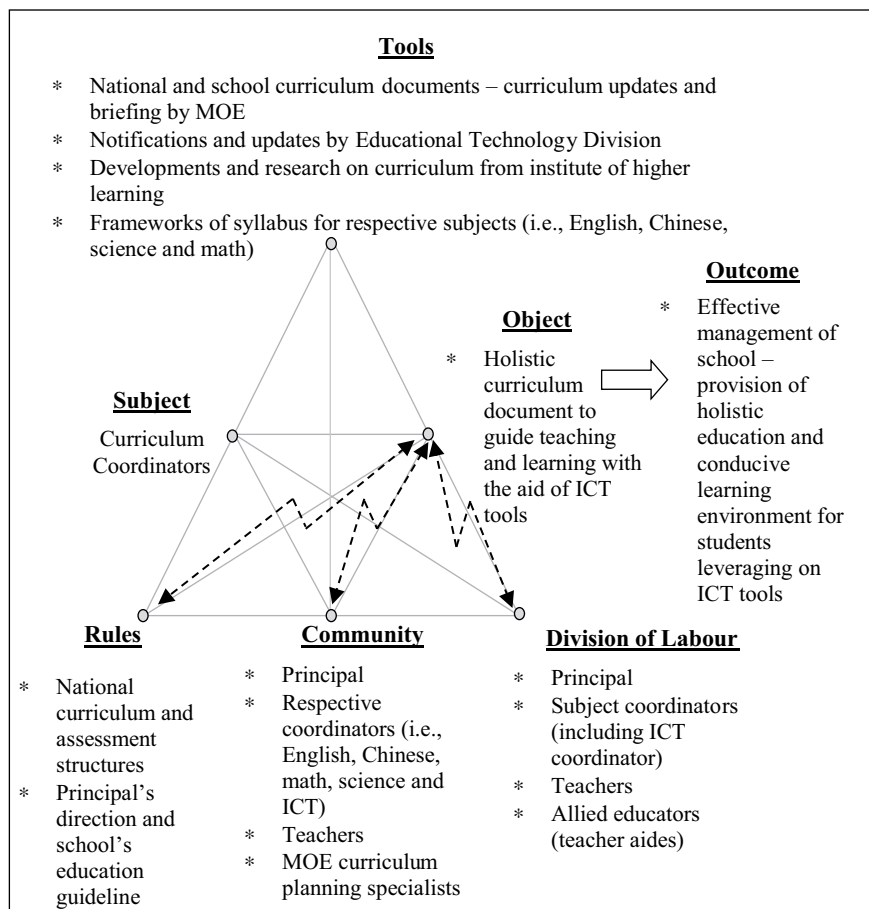 Tools
* National and school curriculum documents – curriculum updates and
briefing by MOE
* Notifications and updates by Educational Technology Division
* Developments and research on curriculum from institute of higher
learning
* Frameworks of syllabus for respective subjects (i.e., English, Chinese,
science and math)
Outcome
* Effective
management of
school –
provision of
holistic
education and
conducive
learning
environment for
students
leveraging on
ICT tools
Object
* Holistic
curriculum
document to
guide teaching
and learning with
the aid of ICT
tools
Subject
Curriculum
Coordinators
Rules
* National
curriculum and
assessment
structures
* Principal's
direction and
school's
education
guideline
Community
* Principal
* Respective
coordinators (i.e.,
English, Chinese,
math, science and
ICT)
* Teachers
* MOE curriculum
planning specialists
Division of Labour
* Principal
* Subject coordinators
(including ICT
coordinator)
* Teachers
* Allied educators
(teacher aides)